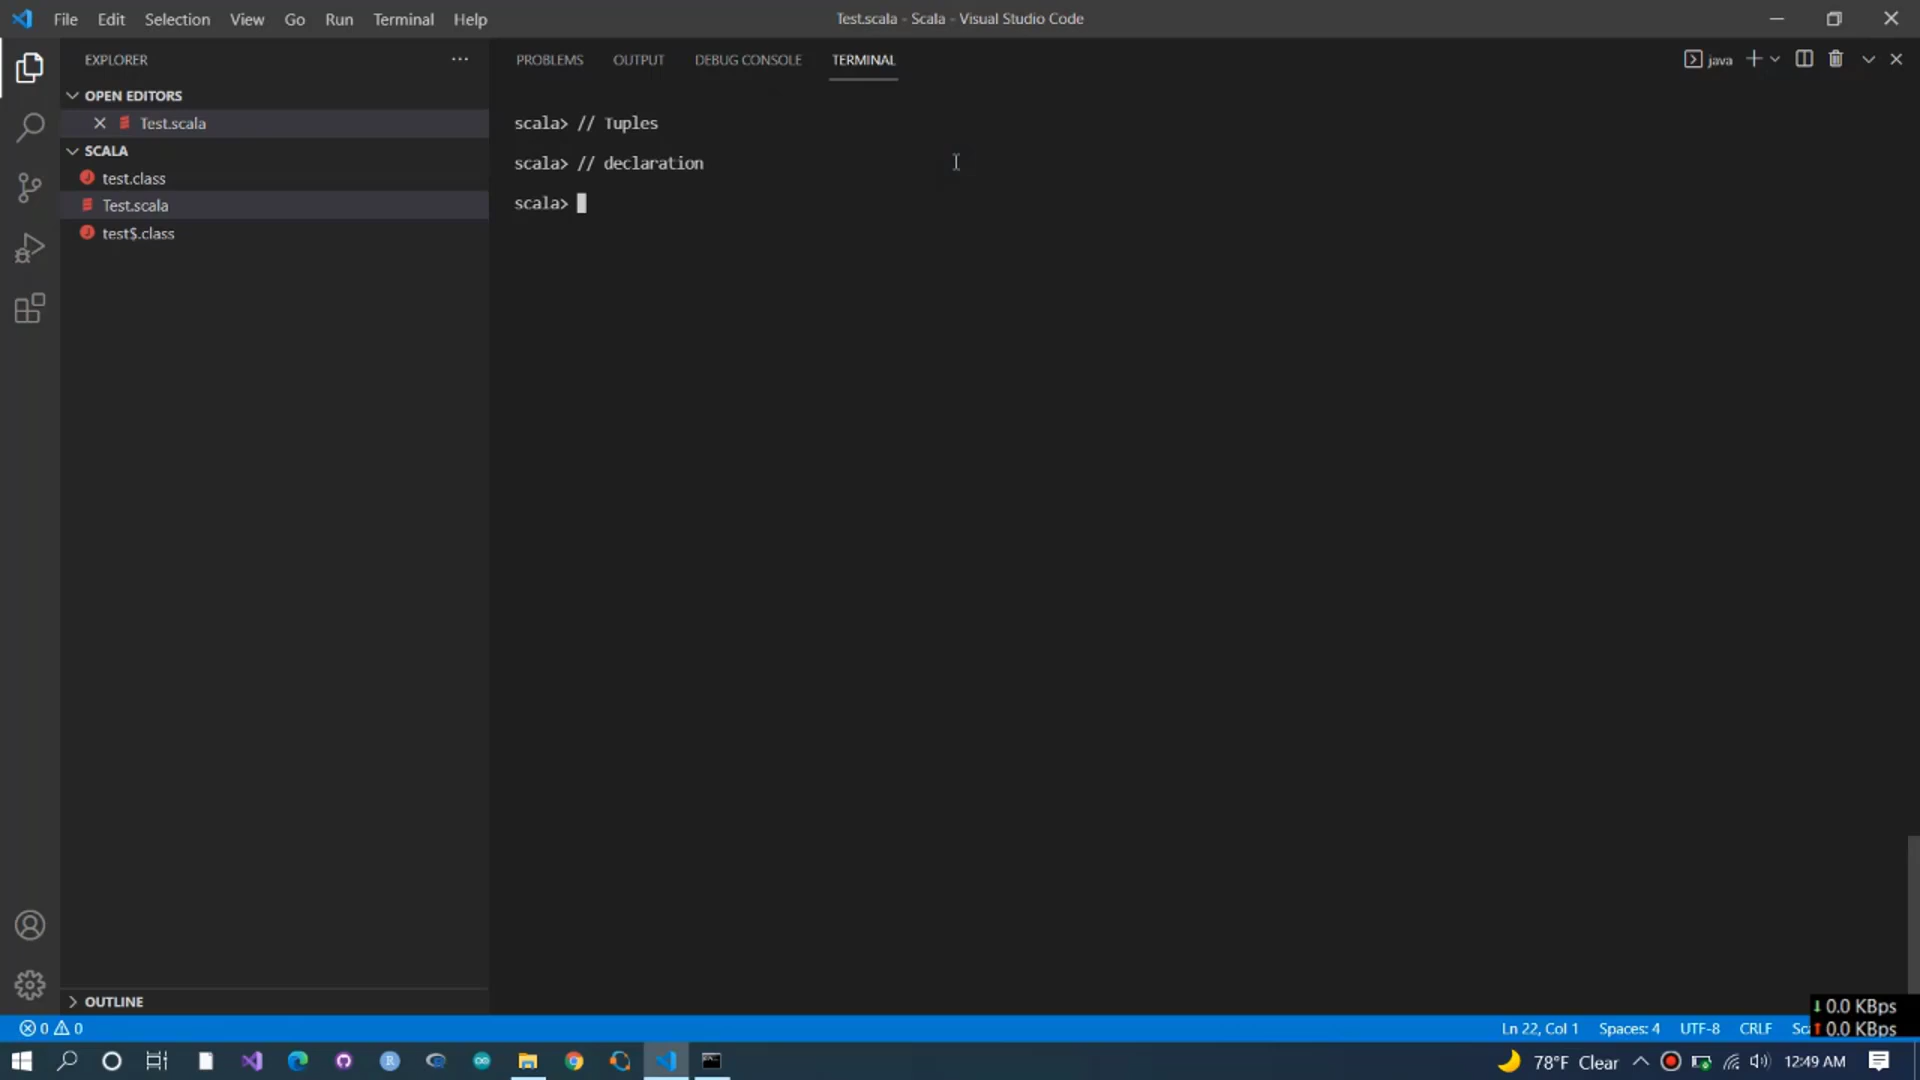 File Edit Selection View Go Run Terminal Help
Test.scala - Scala - Visual Studio Code
EXPLORER
OPEN EDITORS
Test.scala
SCALA
test.class
Test.scala
test$.class
OUTLINE
PROBLEMS OUTPUT DEBUG CONSOLE TERMINAL
java
scala> // Tuples
scala> // declaration
scala>
0 0
Ln 22, Col 1 Spaces: 4 UTF-8 CRLF
0.0 KBps
0.0 KBps
78°F Clear 12:49 AM